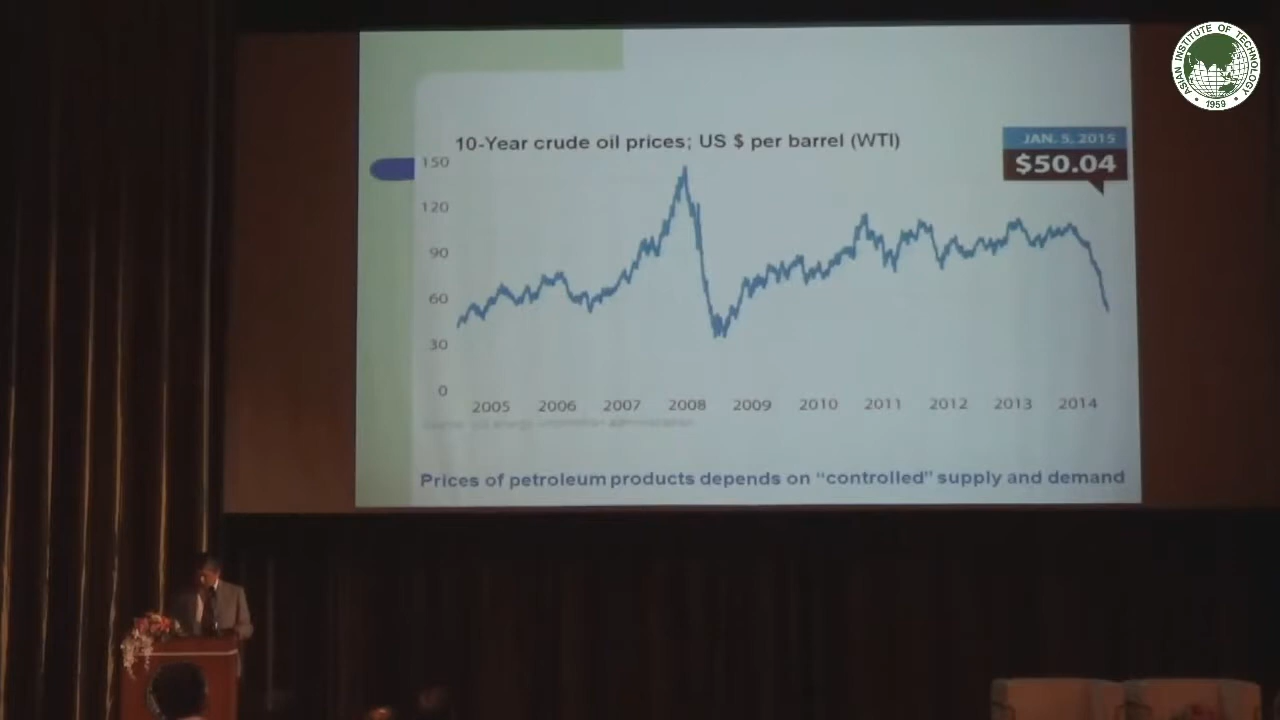 10-Year crude oil prices; US $ per barrel (WTI)
JAN. 5, 2015
$50.04
150
120
90
60
30
0
2005 2006 2007 2008 2009 2010 2011 2012 2013 2014
Prices of petroleum products depends on “controlled” supply and demand
ASIAN INSTITUTE OF TECHNOLOGY
1959